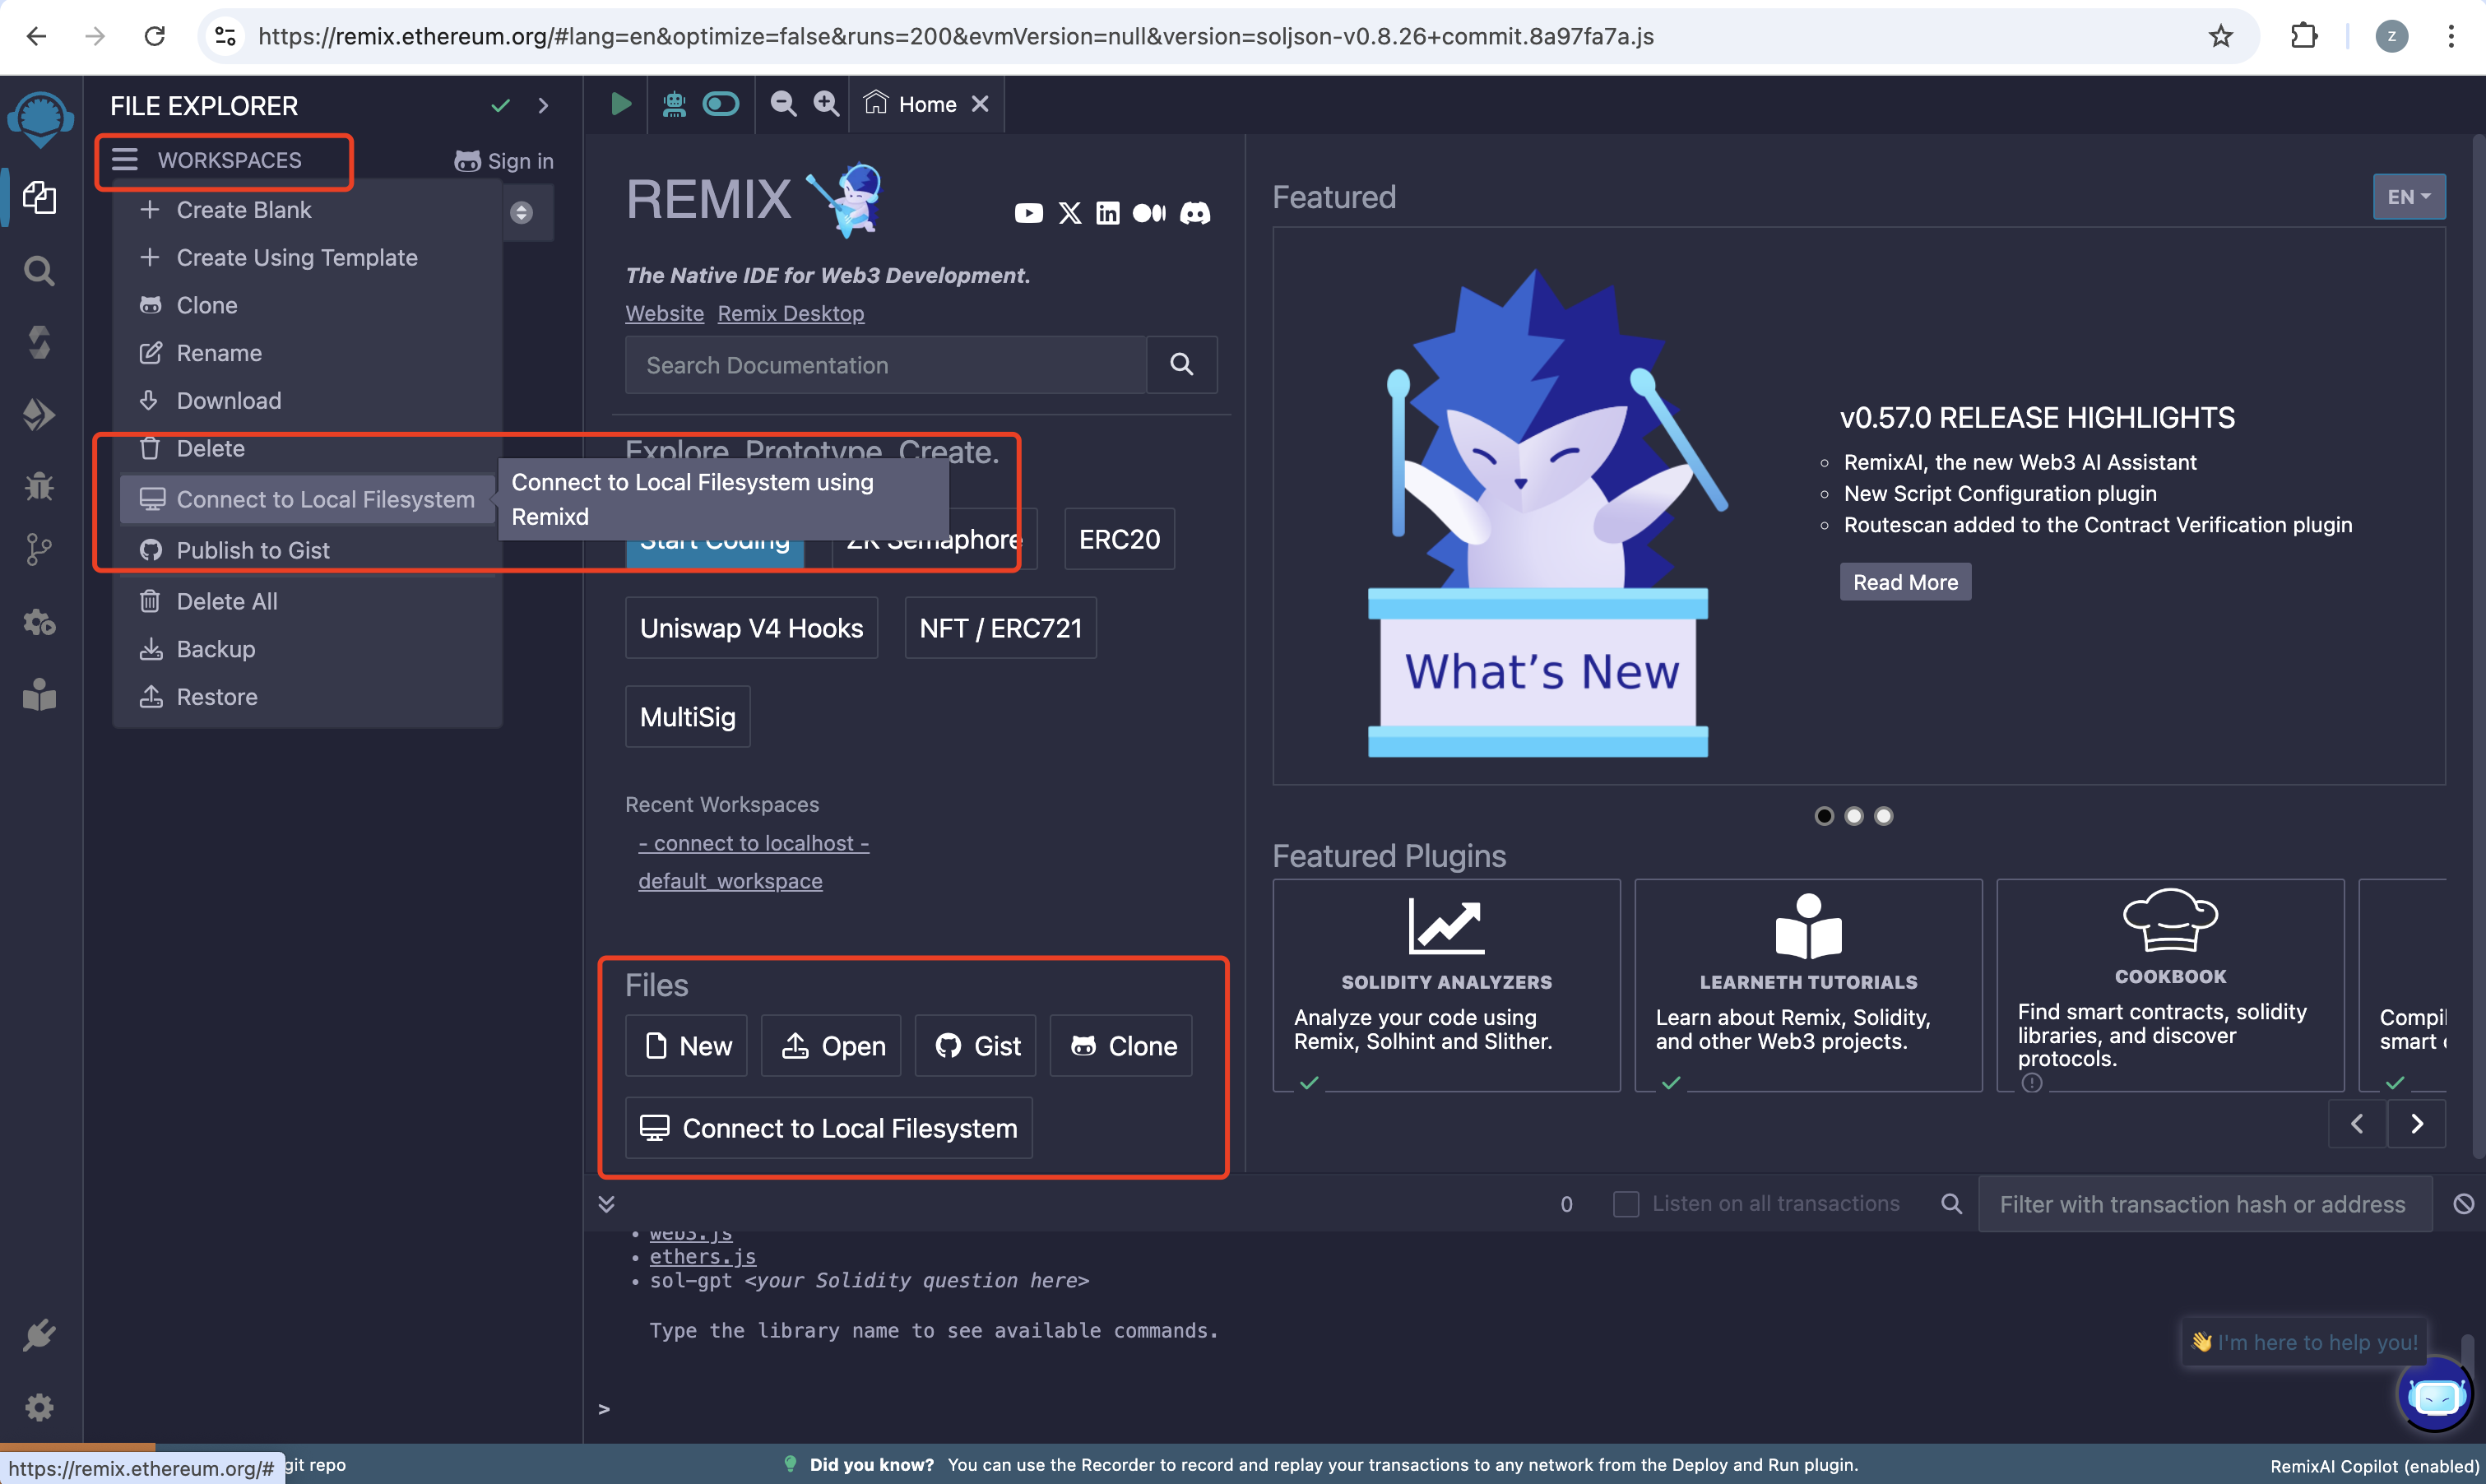 https://remix.ethereum.org/#lang=en&optimize=false&runs=200&evmVersion=null&version=soljson-v0.8.26+commit.8a97fa7a.js
z
FILE EXPLORER
WORKSPACES
Sign in
Create Blank
Create Using Template
Clone
Rename
Download
Delete
Connect to Local Filesystem
Publish to Gist
Delete All
Backup
Restore
Connect to Local Filesystem using
Remixd
Home
REMIX
The Native IDE for Web3 Development.
Website Remix Desktop
Search Documentation
Explore. Prototype. Create.
Start Coding
ZK Semaphore
ERC20
Uniswap V4 Hooks
NFT / ERC721
MultiSig
Recent Workspaces
- connect to localhost -
default_workspace
Files
New
Open
Gist
Clone
Connect to Local Filesystem
Featured
EN
What's New
v0.57.0 RELEASE HIGHLIGHTS
RemixAI, the new Web3 AI Assistant
New Script Configuration plugin
Routescan added to the Contract Verification plugin
Read More
Featured Plugins
SOLIDITY ANALYZERS
Analyze your code using
Remix, Solhint and Slither.
LEARNETH TUTORIALS
Learn about Remix, Solidity,
and other Web3 projects.
COOKBOOK
Find smart contracts, solidity
libraries, and discover
protocols.
smart
0
Listen on all transactions
Filter with transaction hash or address
• web3.js
• ethers.js
• sol-gpt <your Solidity question here>
Type the library name to see available commands.
>
👋 I'm here to help you!
https://remix.ethereum.org/#
git repo
Did you know? You can use the Recorder to record and replay your transactions to any network from the Deploy and Run plugin.
RemixAI Copilot (enabled)